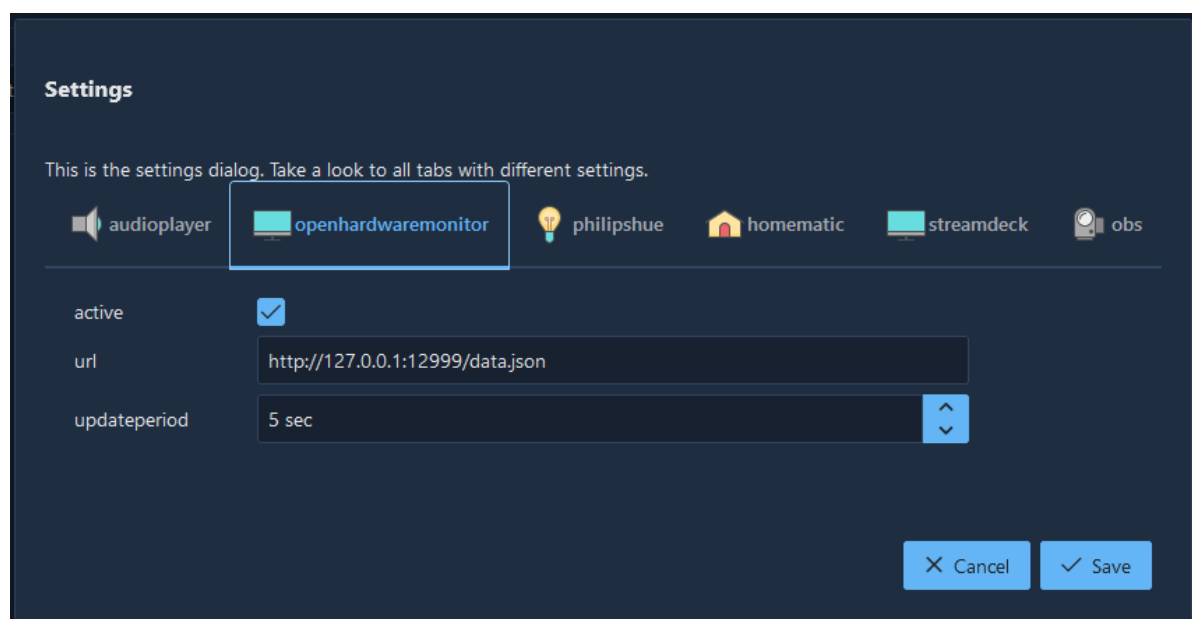 Settings
This is the settings dialog. Take a look to all tabs with different settings.
audioplayer openhardwaremonitor philipshue homematic streamdeck obs
active
url http://127.0.0.1:12999/data.json
updateperiod 5 sec
Cancel Save